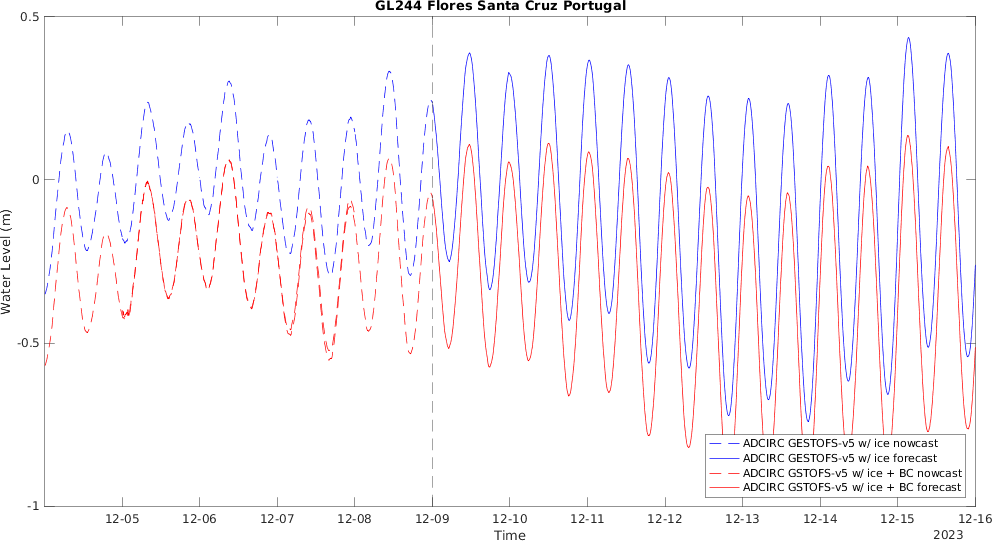 GL244 Flores Santa Cruz Portugal
0.5
0
-0.5
-1
Water Level (m)
ADCIRC GESTOFS-v5 w/ ice nowcast
ADCIRC GESTOFS-v5 w/ ice forecast
ADCIRC GSTOFS-v5 w/ ice + BC nowcast
ADCIRC GSTOFS-v5 w/ ice + BC forecast
12-05 12-06 12-07 12-08 12-09 12-10 12-11 12-12 12-13 12-14 12-15 12-16
Time
2023